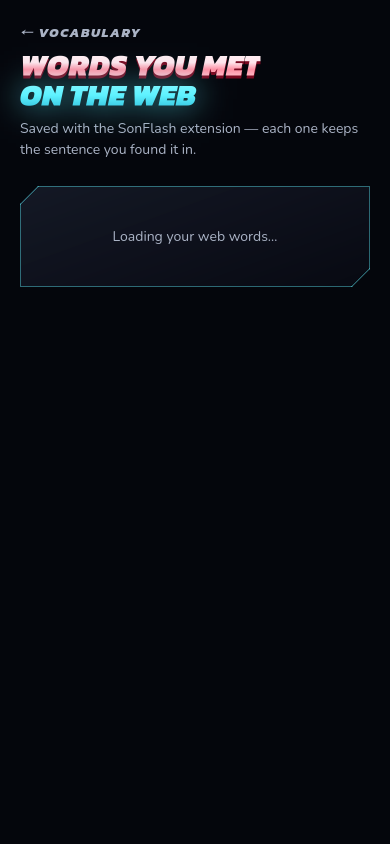 ← VOCABULARY
WORDS YOU MET
ON THE WEB
Saved with the SonFlash extension — each one keeps
the sentence you found it in.
Loading your web words...